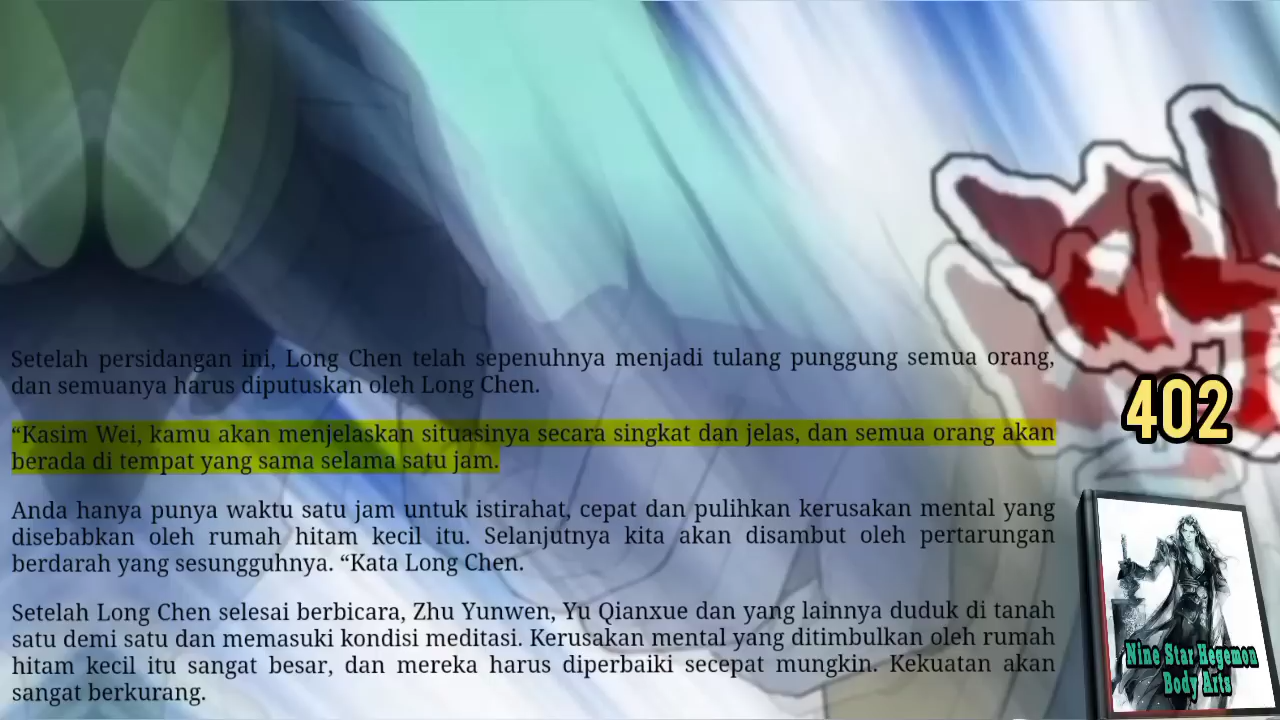 Setelah persidangan ini, Long Chen telah sepenuhnya menjadi tulang punggung semua orang,
dan semuanya harus diputuskan oleh Long Chen.
“Kasim Wei, kamu akan menjelaskan situasinya secara singkat dan jelas, dan semua orang akan
berada di tempat yang sama selama satu jam.
Anda hanya punya waktu satu jam untuk istirahat, cepat dan pulihkan kerusakan mental yang
disebabkan oleh rumah hitam kecil itu. Selanjutnya kita akan disambut oleh pertarungan
berdarah yang sesungguhnya. “Kata Long Chen.
Setelah Long Chen selesai berbicara, Zhu Yunwen, Yu Qianxue dan yang lainnya duduk di tanah
satu demi satu dan memasuki kondisi meditasi. Kerusakan mental yang ditimbulkan oleh rumah
hitam kecil itu sangat besar, dan mereka harus diperbaiki secepat mungkin. Kekuatan akan
sangat berkurang.
402
Nine Star Hegemon
Body Arts